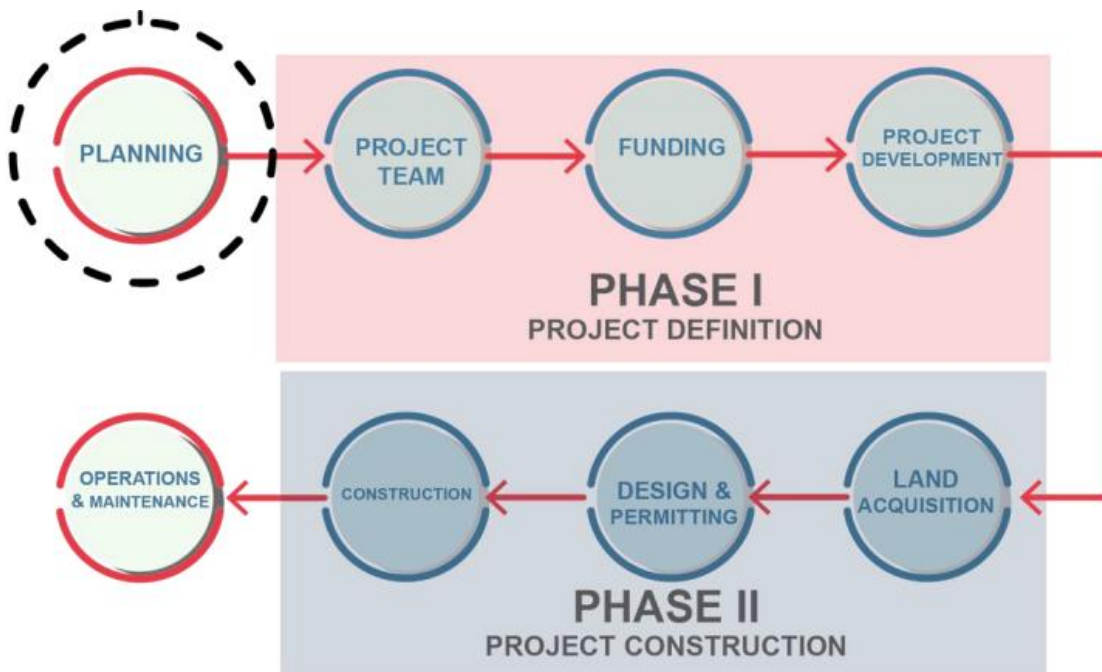 PLANNING
PROJECT
TEAM
FUNDING
PROJECT
DEVELOPMENT
PHASE I
PROJECT DEFINITION
OPERATIONS
& MAINTENANCE
CONSTRUCTION
DESIGN &
PERMITTING
LAND
ACQUISITION
PHASE II
PROJECT CONSTRUCTION